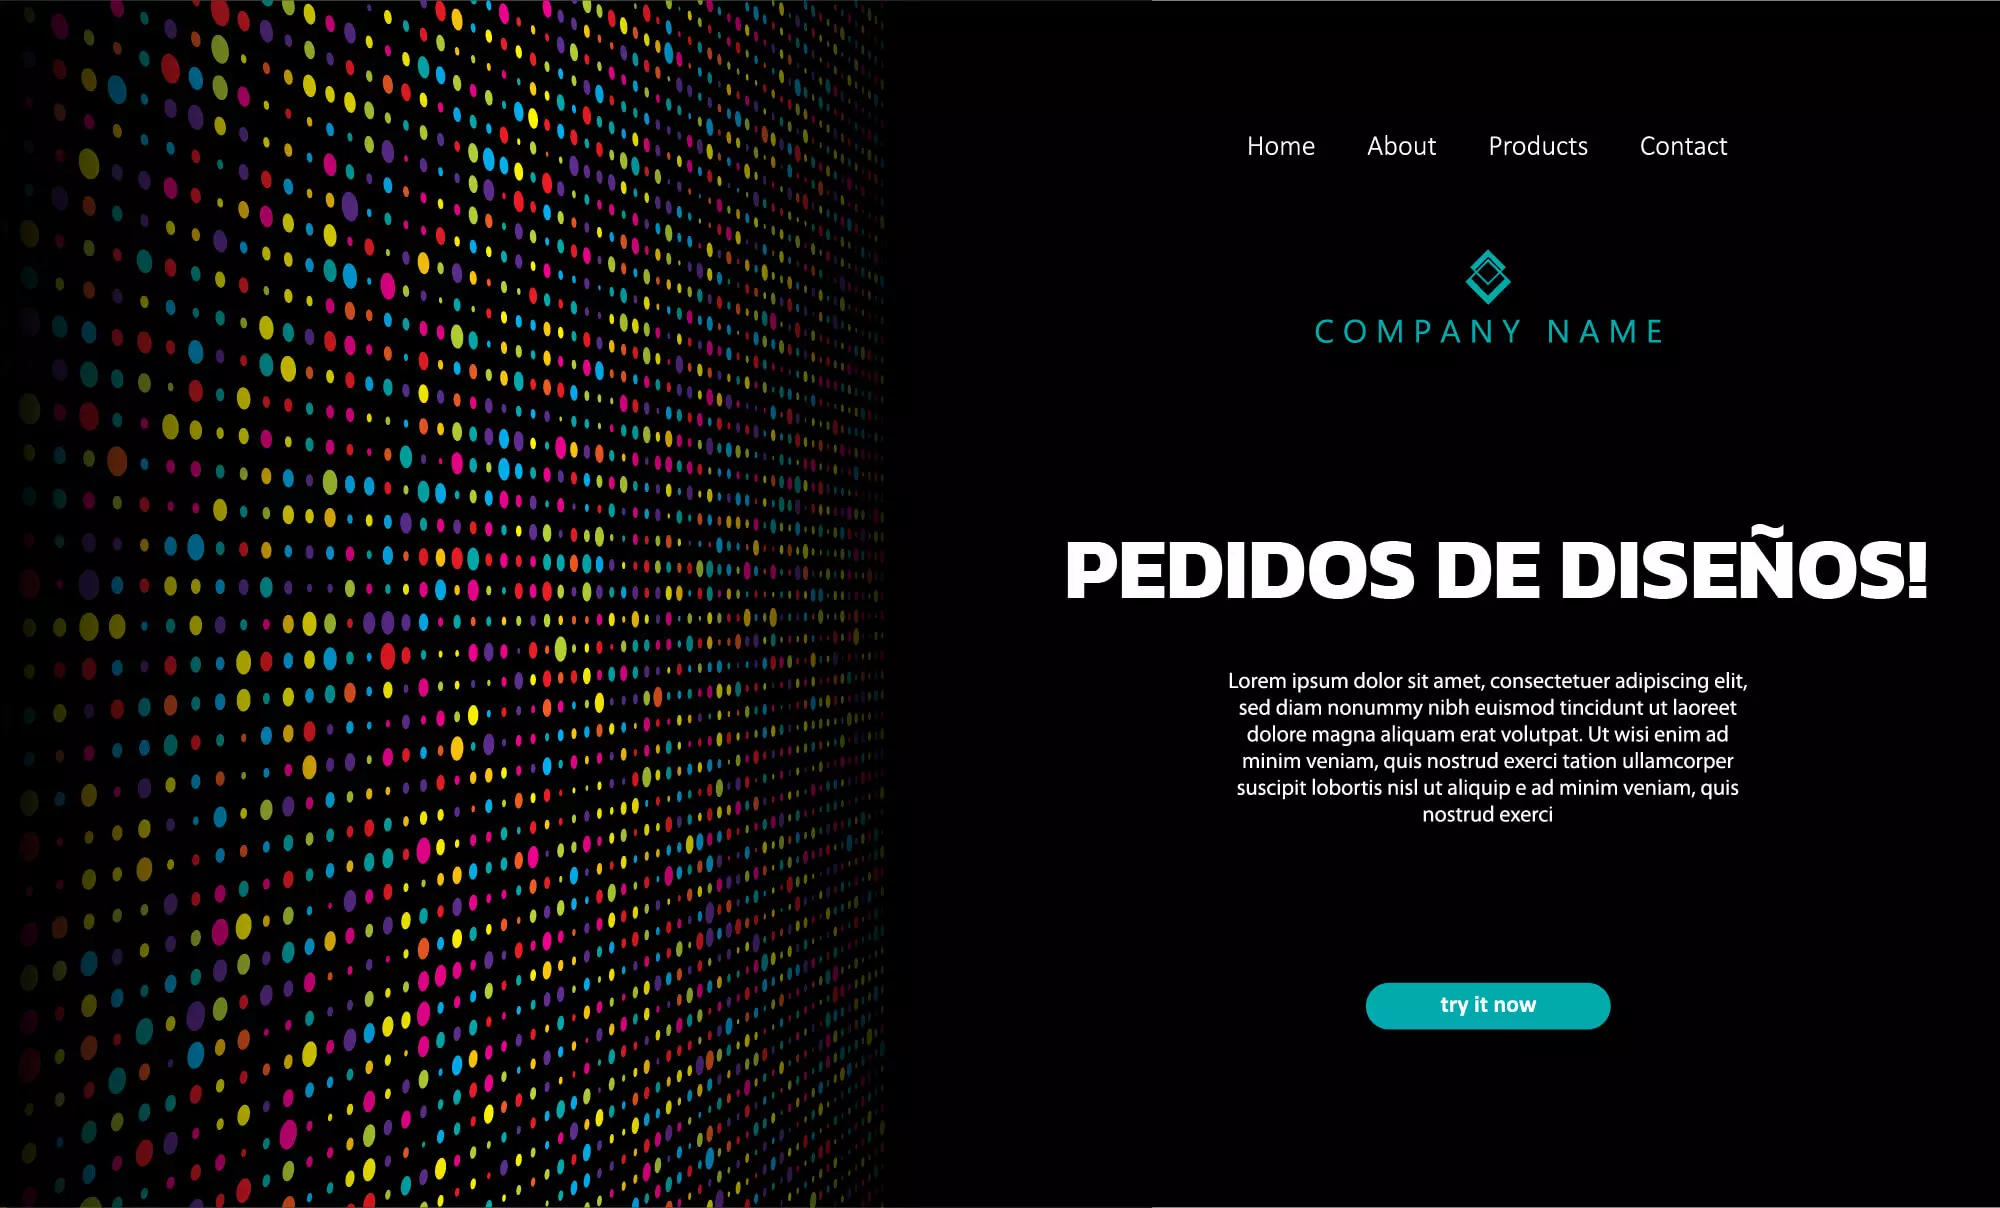 Home About Products Contact
COMPANY NAME
PEDIDOS DE DISEÑOS!
Lorem ipsum dolor sit amet, consectetuer adipiscing elit,
sed diam nonummy nibh euismod tincidunt ut laoreet
dolore magna aliquam erat volutpat. Ut wisi enim ad
minim veniam, quis nostrud exerci tation ullamcorper
suscipit lobortis nisl ut aliquip e ad minim veniam, quis
nostrud exerci
try it now